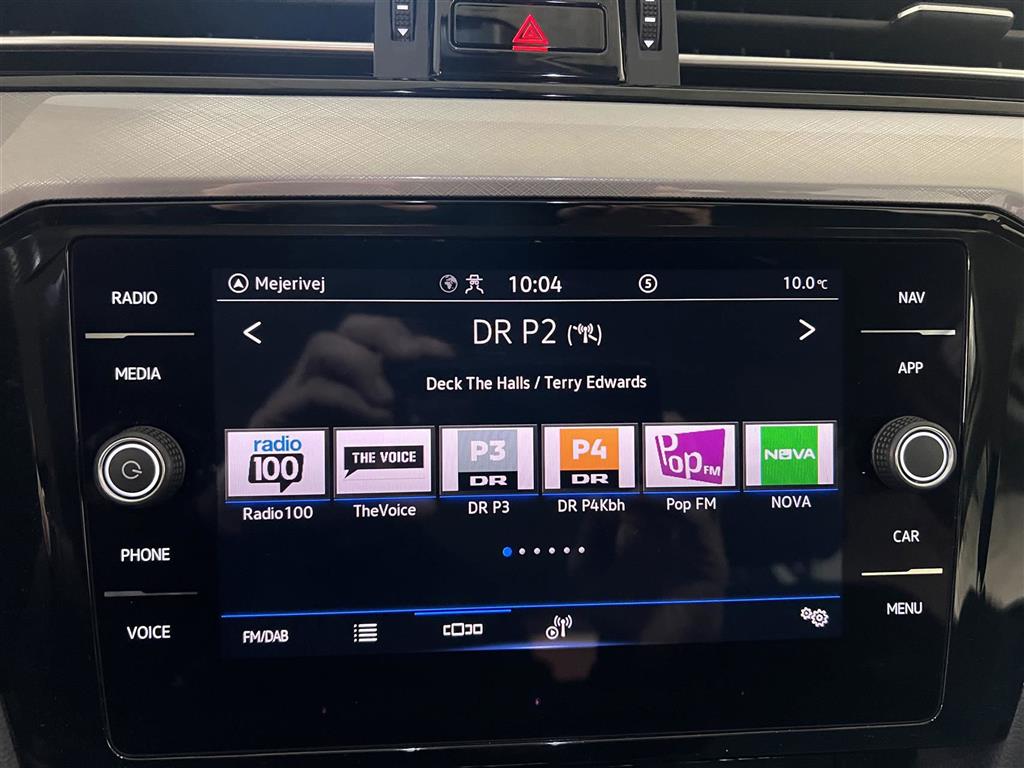 RADIO
MEDIA
PHONE
VOICE
Mejerivej
10:04
5
10.0°C
DR P2
Deck The Halls / Terry Edwards
radio
100
THE VOICE
P3
DR
P4
DR
Pop FM
NOVA
Radio100
TheVoice
DR P3
DR P4Kbh
Pop FM
NOVA
FM/DAB
NAV
APP
CAR
MENU